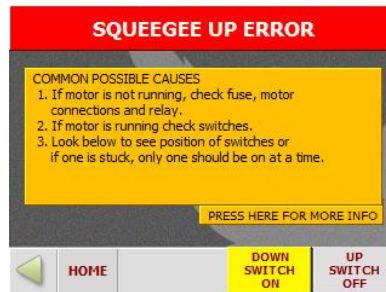 SQUEEGEE UP ERROR
COMMON POSSIBLE CAUSES
1. If motor is not running, check fuse, motor
connections and relay.
2. If motor is running check switches.
3. Look below to see position of switches or
if one is stuck, only one should be on at a time.
PRESS HERE FOR MORE INFO
HOME
DOWN
SWITCH
ON
UP
SWITCH
OFF